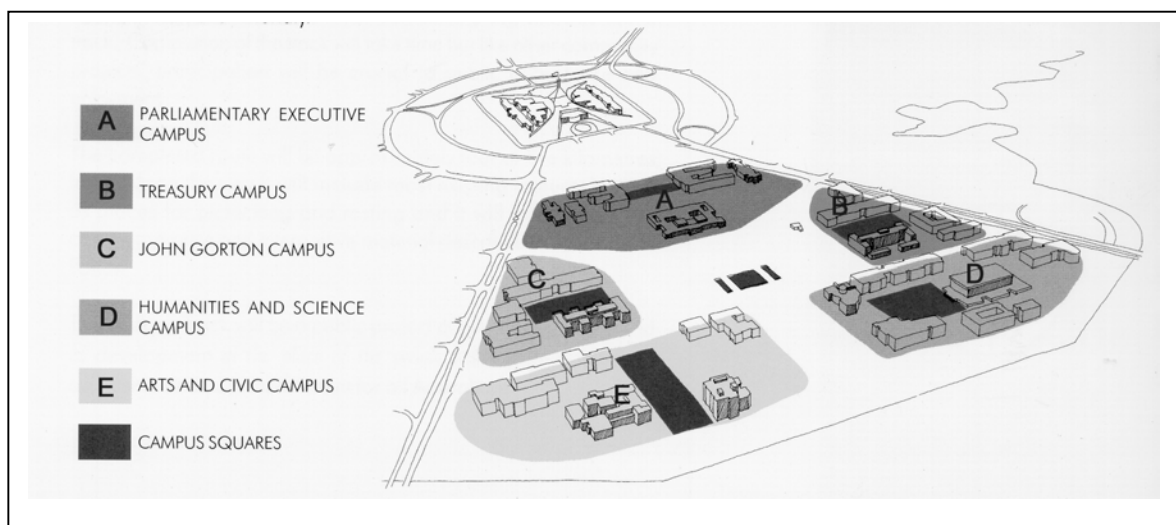 A PARLIAMENTARY EXECUTIVE
CAMPUS
B TREASURY CAMPUS
C JOHN GORTON CAMPUS
D HUMANITIES AND SCIENCE
CAMPUS
E ARTS AND CIVIC CAMPUS
CAMPUS SQUARES
A
B
C
D
E